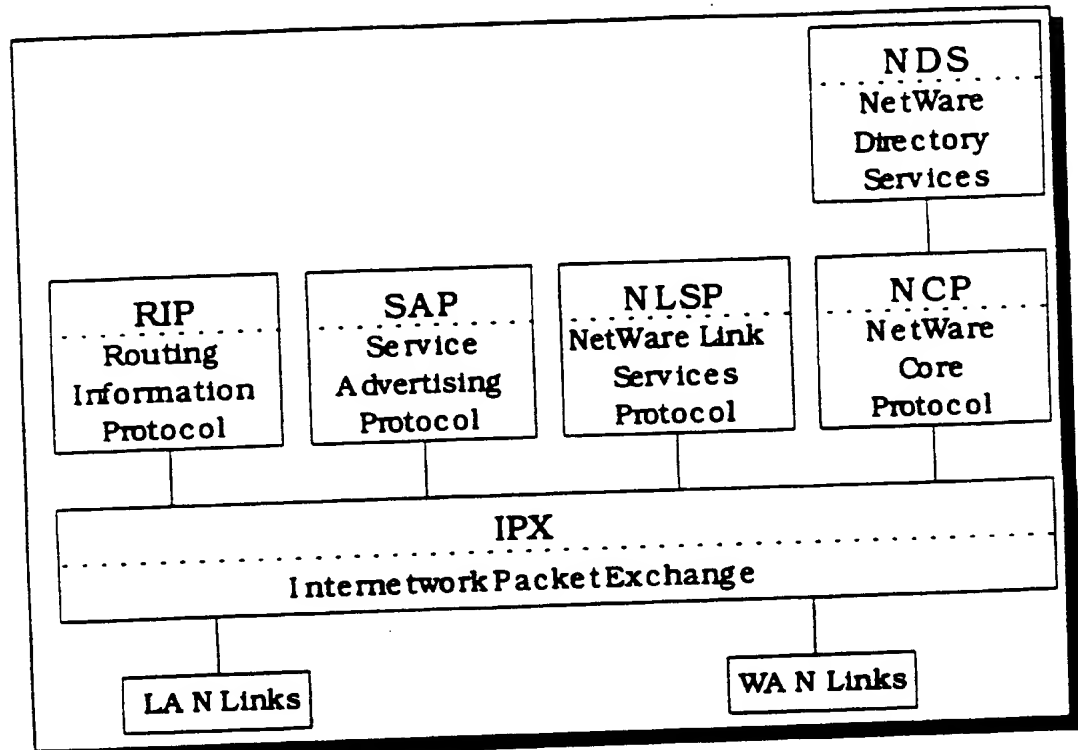 NDS
NetWare
Directory
Services
RIP
Routing
Information
Protocol
SAP
Service
Advertising
Protocol
NLSP
NetWare Link
Services
Protocol
NCP
NetWare
Core
Protocol
IPX
Internetwork Packet Exchange
LAN Links
WAN Links